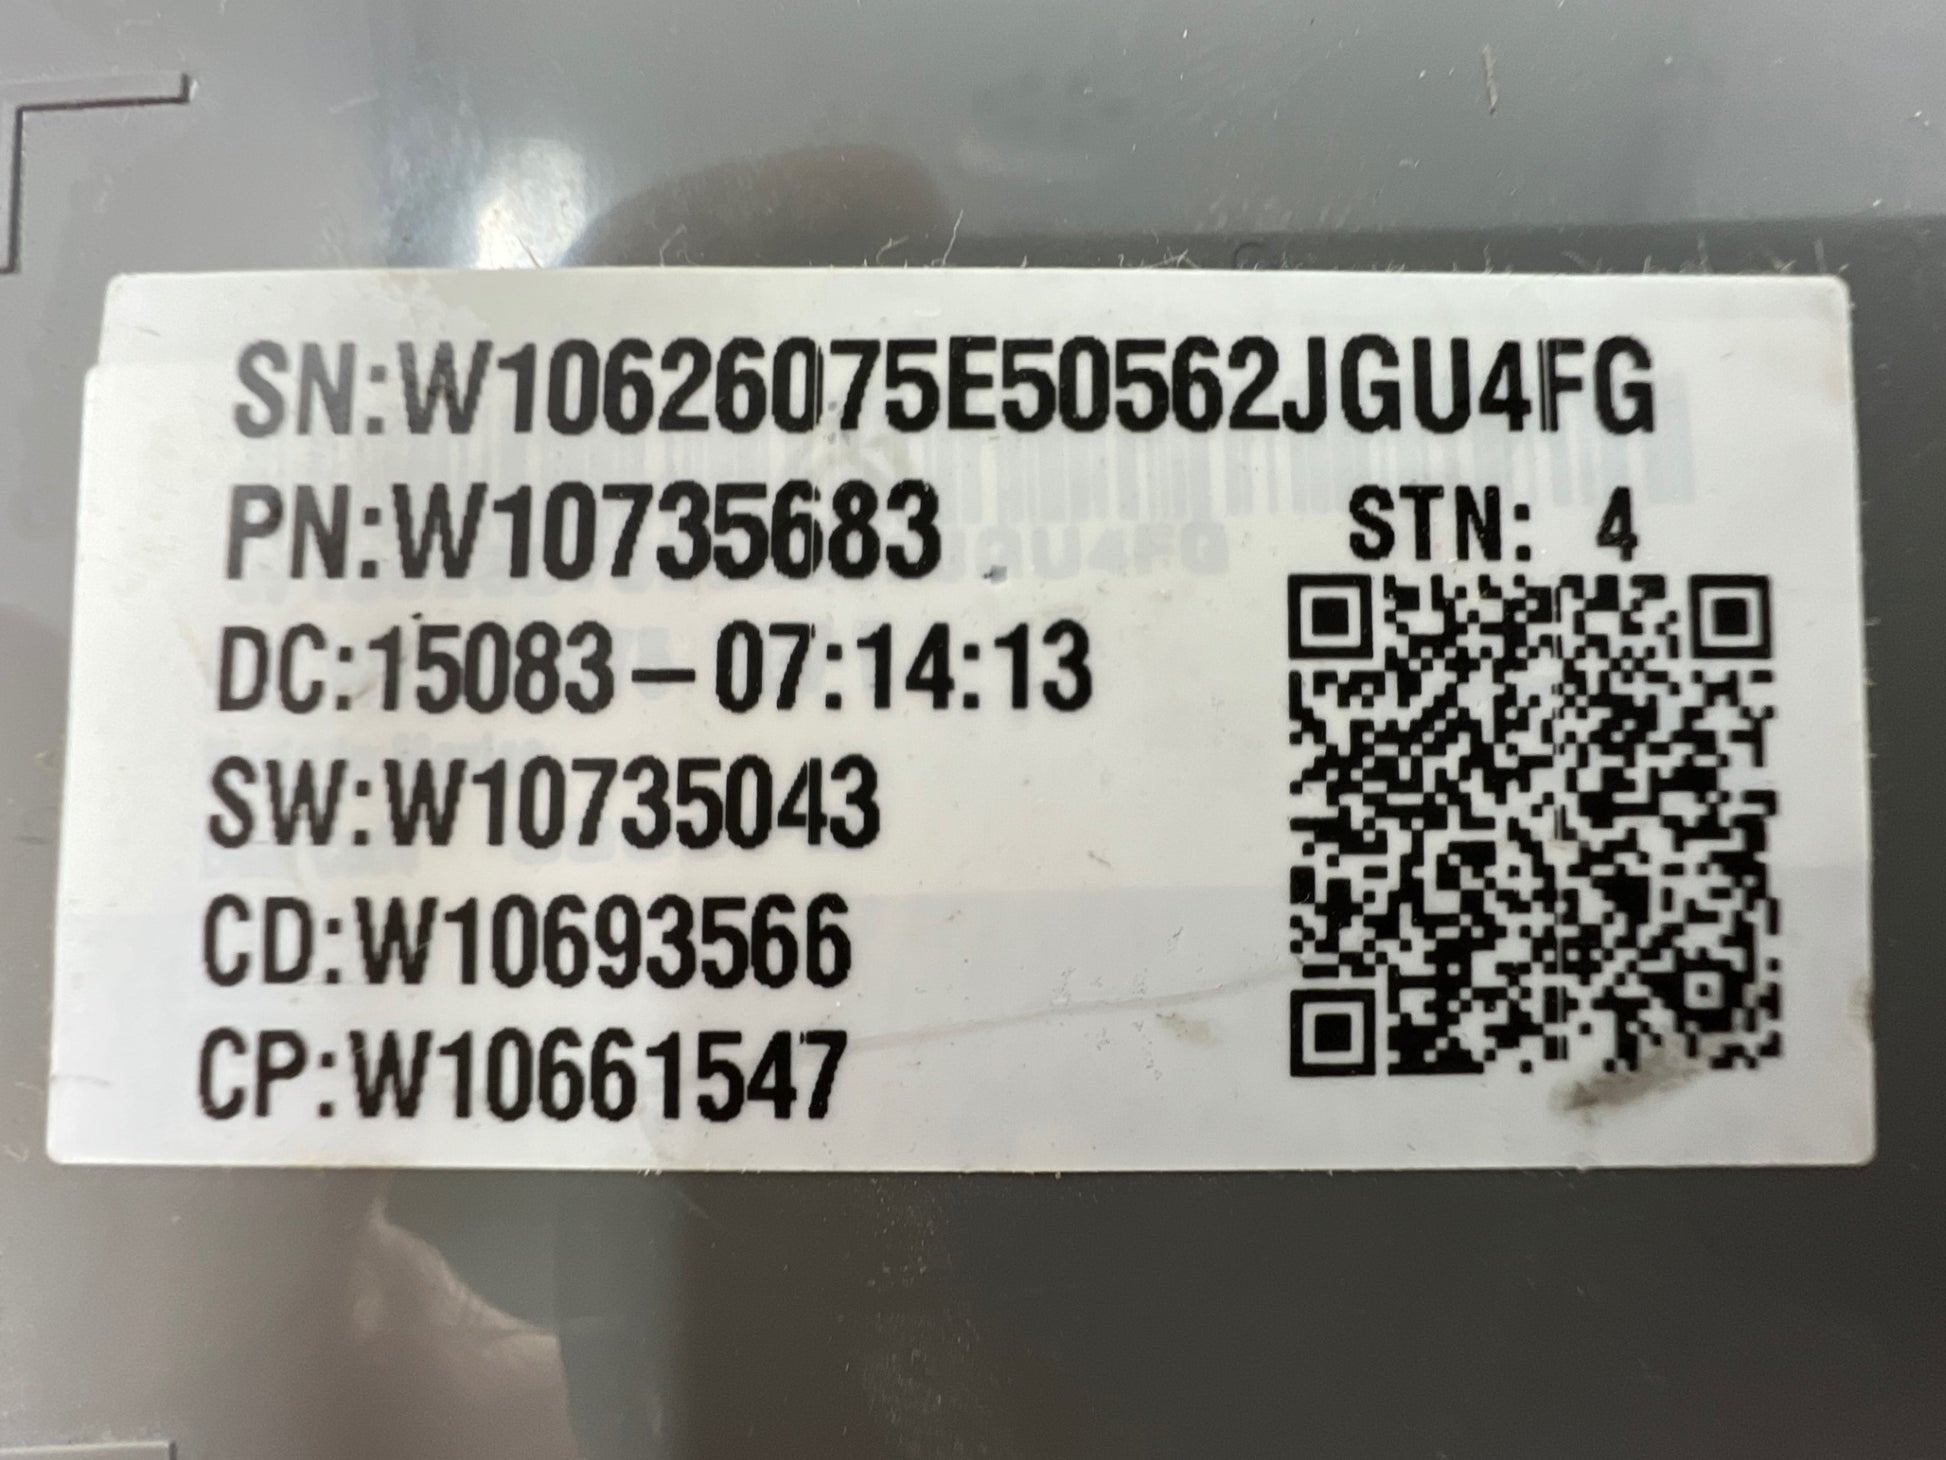 SN:W10626075E50562JGU4FG
PN:W10735683
STN: 4
DC:15083-07:14:13
SW:W10735043
CD:W10693566
CP:W10661547